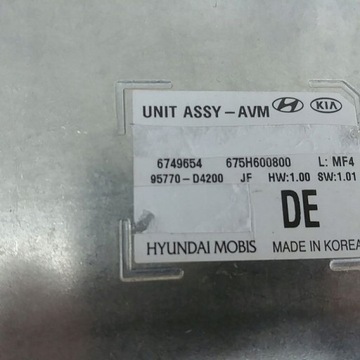 UNIT ASSY-AVM HYUNDAI KIA
6749654 675H600800 L: MF4
95770-D4200 JF HW:1.00 SW:1.01
DE
HYUNDAI MOBIS MADE IN KOREA